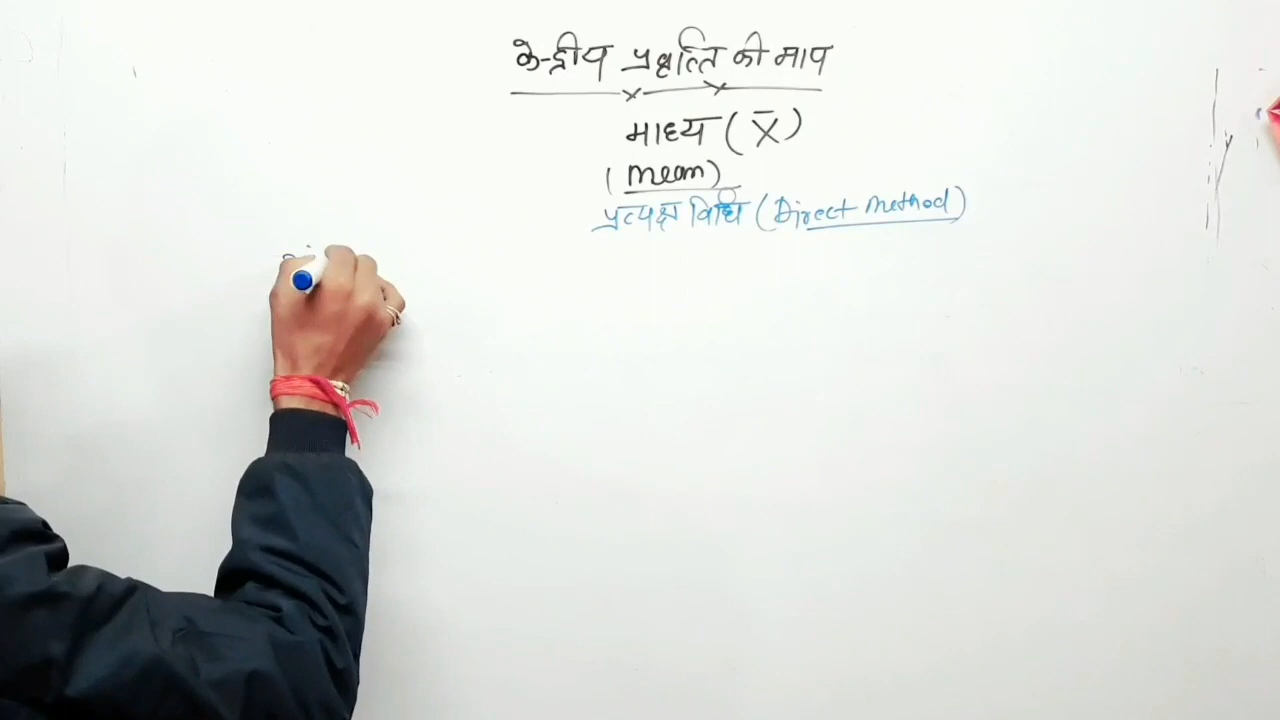 केन्द्रीय प्रवृत्ति की माप
माध्य ( X̄ )
( mean )
प्रत्यक्ष विधि ( Direct Method )